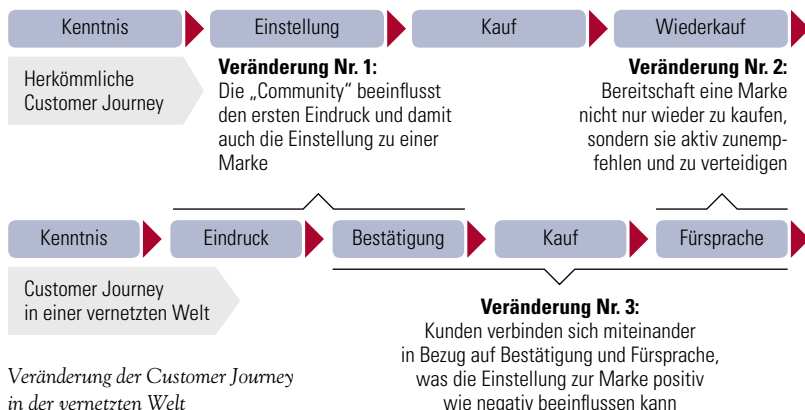 Kenntnis
Einstellung
Kauf
Wiederkauf
Herkömmliche
Customer Journey
Veränderung Nr. 1:
Die „Community“ beeinflusst
den ersten Eindruck und damit
auch die Einstellung zu einer
Marke
Veränderung Nr. 2:
Bereitschaft eine Marke
nicht nur wieder zu kaufen,
sondern sie aktiv zunemp-
fehlen und zu verteidigen
Kenntnis
Eindruck
Bestätigung
Kauf
Fürsprache
Customer Journey
in einer vernetzten Welt
Veränderung Nr. 3:
Kunden verbinden sich miteinander
in Bezug auf Bestätigung und Fürsprache,
was die Einstellung zur Marke positiv
wie negativ beeinflussen kann
Veränderung der Customer Journey
in der vernetzten Welt